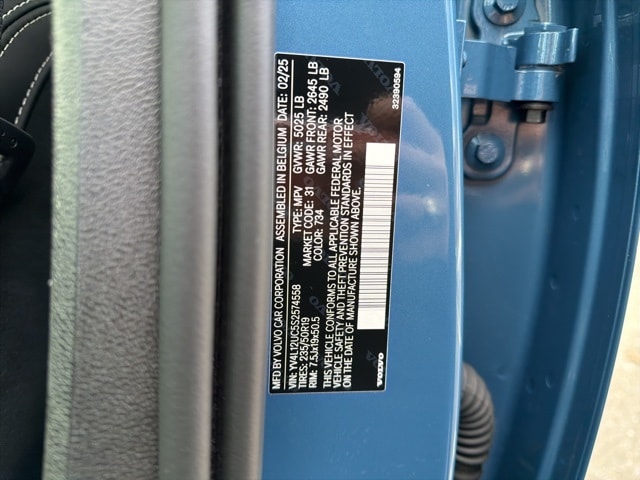 MFD BY VOLVO CAR CORPORATION ASSEMBLED IN BELGIUM DATE: 02/25
TYPE: MPV GVWR: 5025 LB
MARKET CODE: 31 GAWR FRONT: 2645 LB
COLOR: 734 GAWR REAR: 2490 LB
VIN: YV4L12UC5S2574558
TIRES: 235/50R19
RIM: 7.5Jx19x50.5
THIS VEHICLE CONFORMS TO ALL APPLICABLE FEDERAL MOTOR
VEHICLE SAFETY AND THEFT PREVENTION STANDARDS IN EFFECT
ON THE DATE OF MANUFACTURE SHOWN ABOVE.
VOLVO
32390594